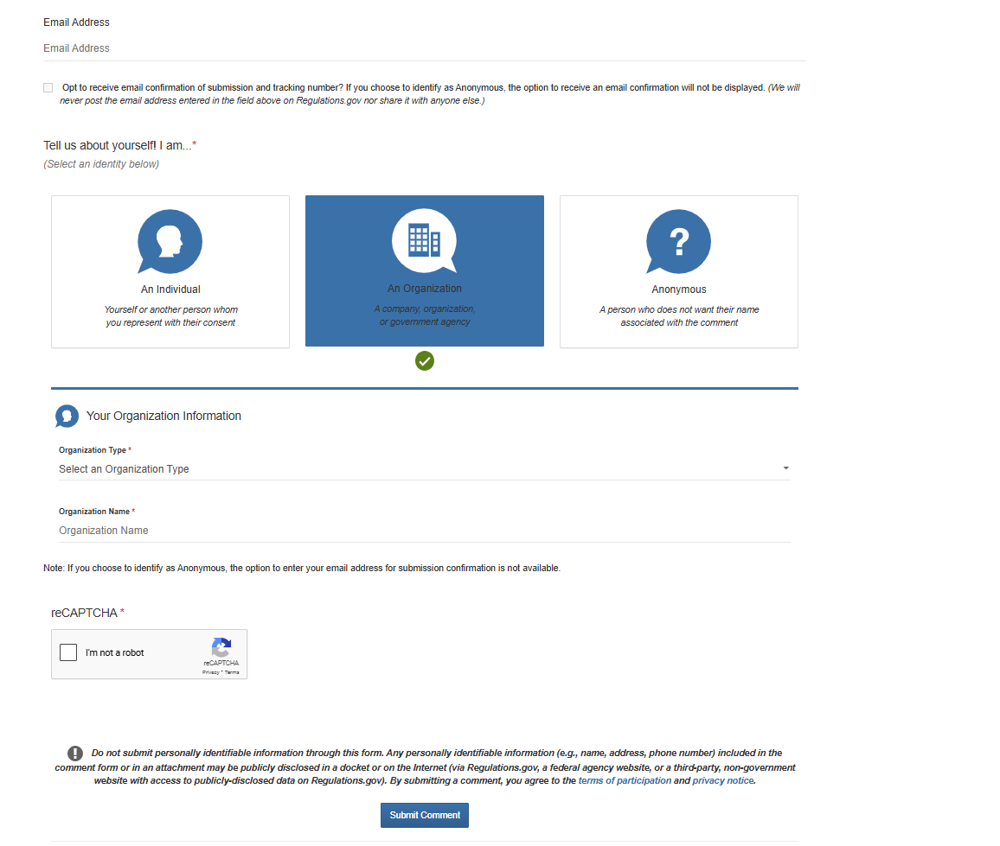 Email Address
Email Address
Opt to receive email confirmation of submission and tracking number? If you choose to identify as Anonymous, the option to receive an email confirmation will not be displayed. (We will
never post the email address entered in the field above on Regulations.gov nor share it with anyone else.)
Tell us about yourself! I am...*
(Select an identity below)
An Individual
Yourself or another person whom
you represent with their consent
An Organization
A company, organization,
or government agency
?
Anonymous
A person who does not want their name
associated with the comment
Your Organization Information
Organization Type *
Select an Organization Type
Organization Name *
Organization Name
Note: If you choose to identify as Anonymous, the option to enter your email address for submission confirmation is not available.
reCAPTCHA *
I'm not a robot
reCAPTCHA
Privacy - Terms
Do not submit personally identifiable information through this form. Any personally identifiable information (e.g., name, address, phone number) included in the
comment form or in an attachment may be publicly disclosed in a docket or on the Internet (via Regulations.gov, a federal agency website, or a third-party, non-government
website with access to publicly-disclosed data on Regulations.gov). By submitting a comment, you agree to the terms of participation and privacy notice.
Submit Comment